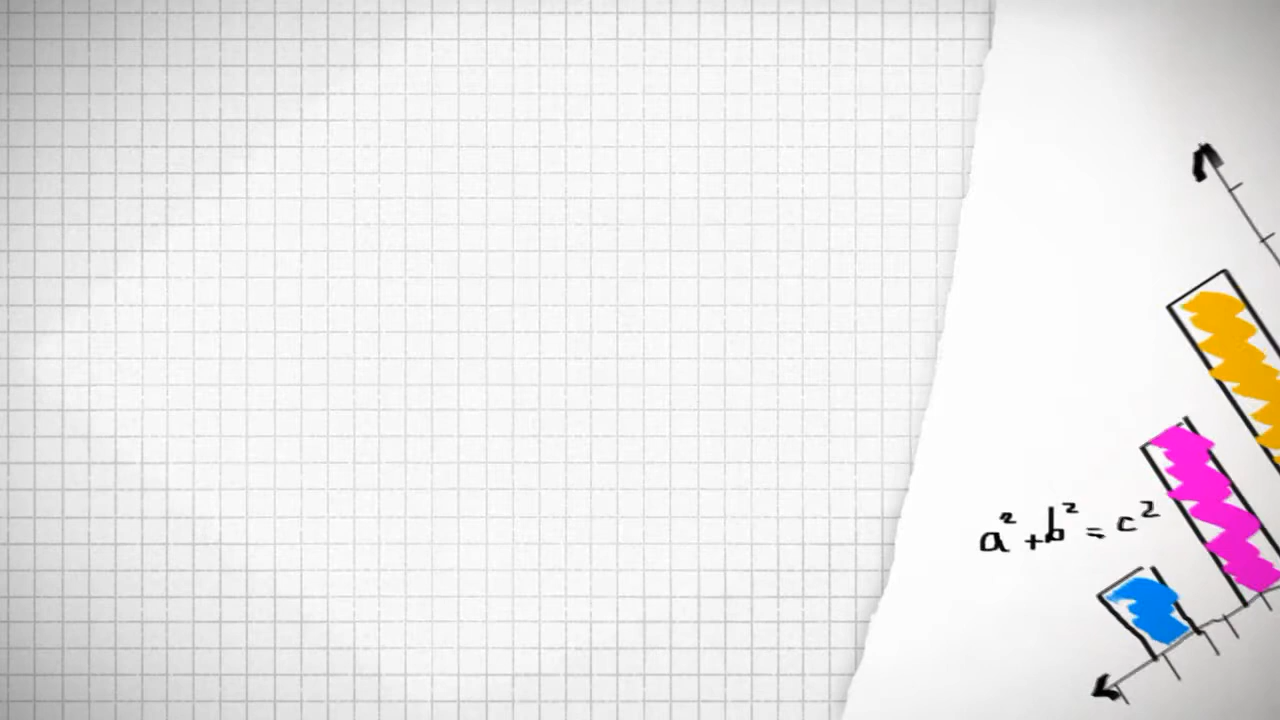 a² + b² = c²